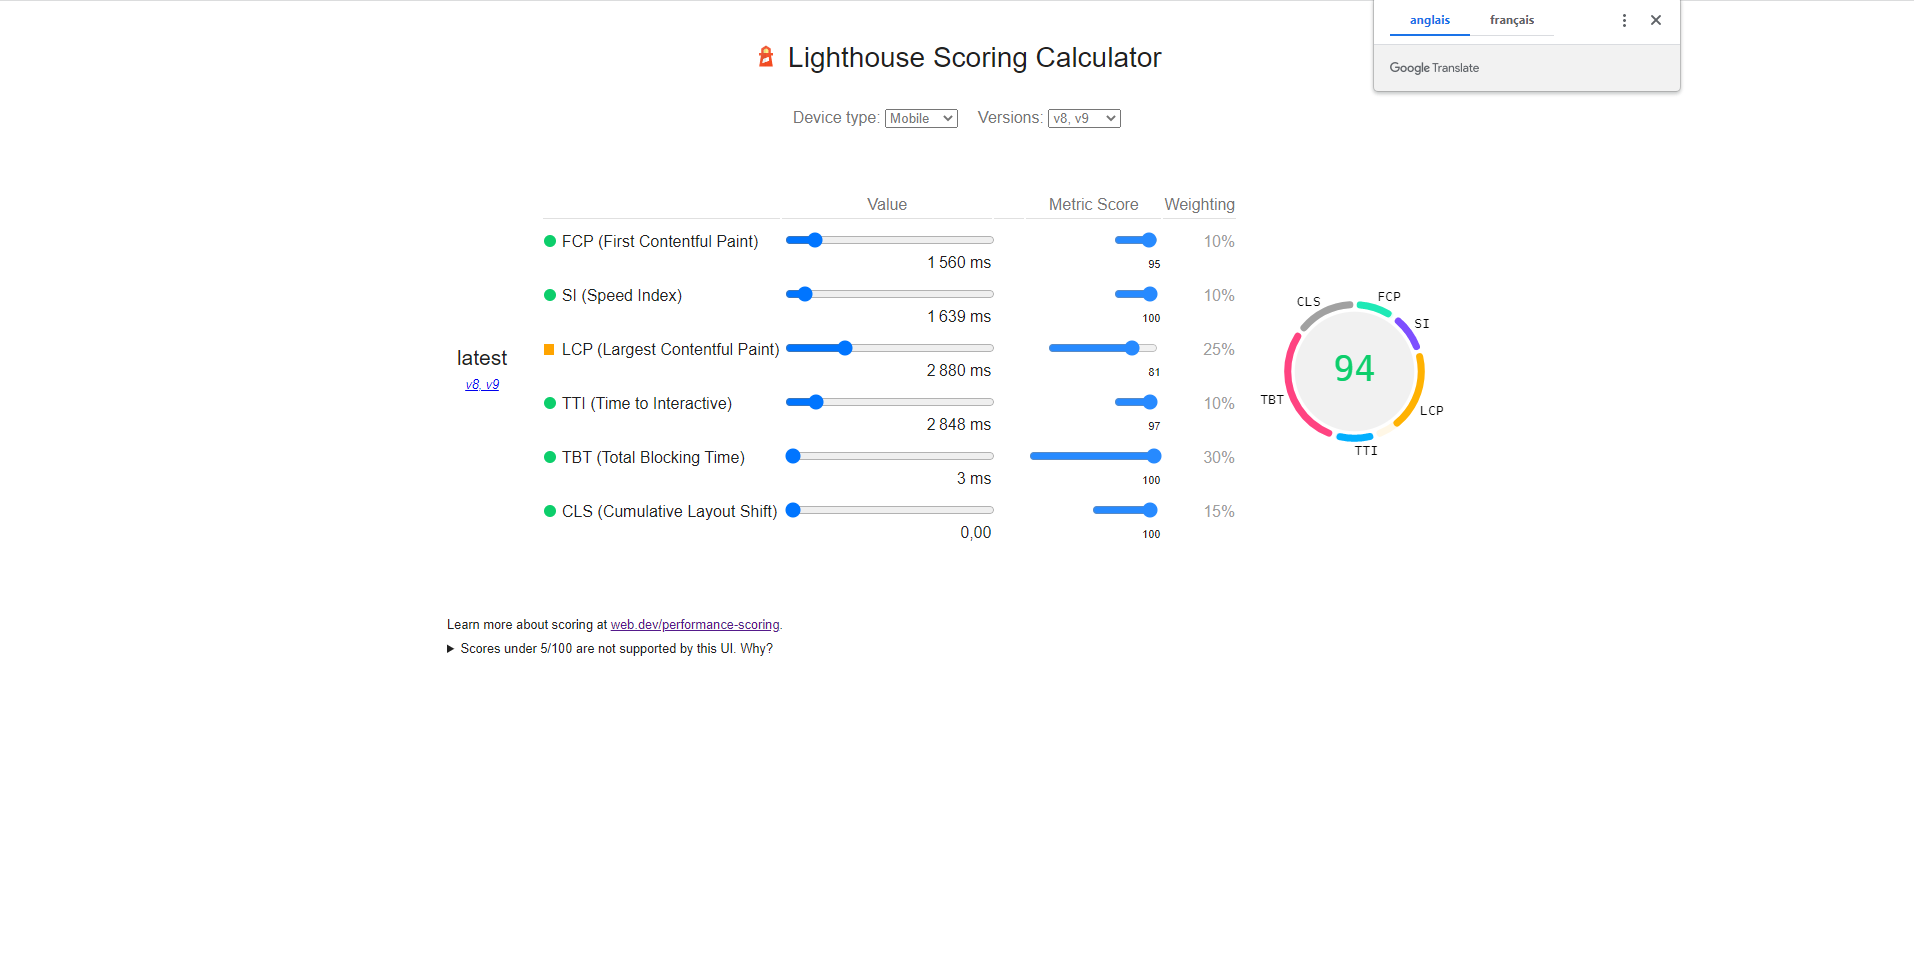 anglais français
Google Translate
Lighthouse Scoring Calculator
Device type: Mobile Versions: v8, v9
Value Metric Score Weighting
FCP (First Contentful Paint) 10%
1 560 ms 95
SI (Speed Index) 10%
1 639 ms 100
latest
v8, v9
LCP (Largest Contentful Paint) 25%
2 880 ms 81
TTI (Time to Interactive) 10%
2 848 ms 97
TBT (Total Blocking Time) 30%
3 ms 100
CLS (Cumulative Layout Shift) 15%
0,00 100
CLS FCP
SI
94
TBT
LCP
TTI
Learn more about scoring at web.dev/performance-scoring.
Scores under 5/100 are not supported by this UI. Why?